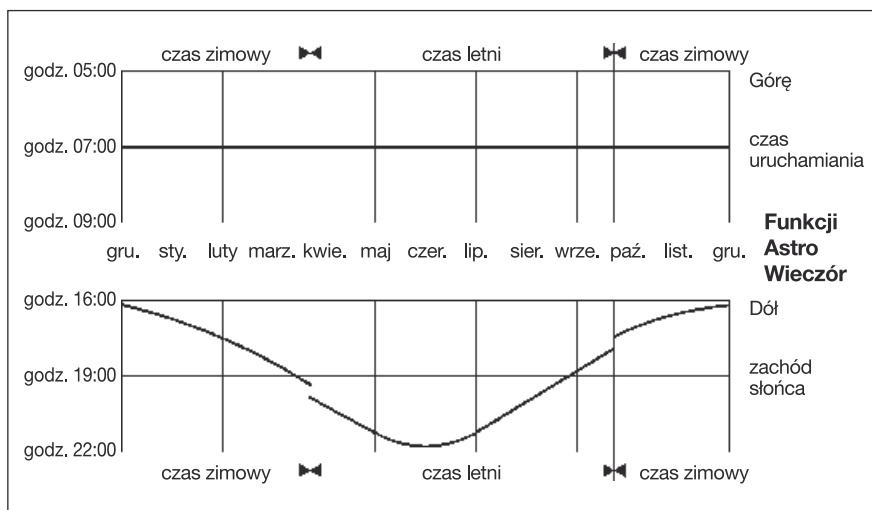 czas zimowy czas letni czas zimowy
godz. 05:00 Górę
godz. 07:00 czas
uruchamiania
godz. 09:00
Funkcji
gru. sty. luty marz. kwie. maj czer. lip. sier. wrze. paź. list. gru. Astro
Wieczór
godz. 16:00 Dół
godz. 19:00 zachód
słońca
godz. 22:00
czas zimowy czas letni czas zimowy